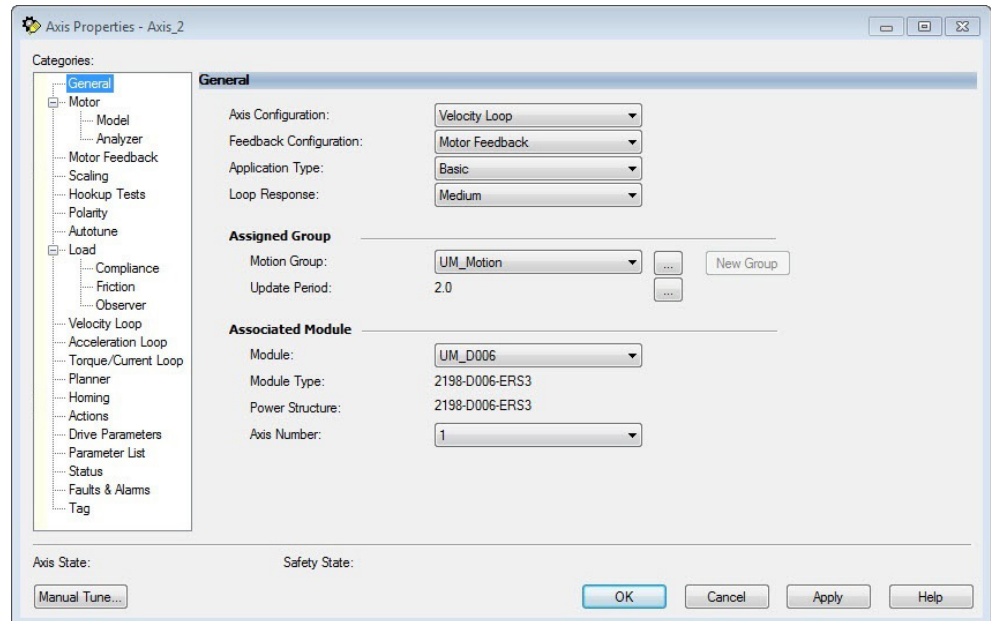 Axis Properties - Axis_2
Categories:
General
Motor
Model
Analyzer
Motor Feedback
Scaling
Hookup Tests
Polarity
Autotune
Load
Compliance
Friction
Observer
Velocity Loop
Acceleration Loop
Torque/Current Loop
Planner
Homing
Actions
Drive Parameters
Parameter List
Status
Faults & Alarms
Tag
General
Axis Configuration: Velocity Loop
Feedback Configuration: Motor Feedback
Application Type: Basic
Loop Response: Medium
Assigned Group
Motion Group: UM_Motion ... New Group
Update Period: 2.0 ...
Associated Module
Module: UM_D006
Module Type: 2198-D006-ERS3
Power Structure: 2198-D006-ERS3
Axis Number: 1
Axis State: Safety State:
Manual Tune... OK Cancel Apply Help